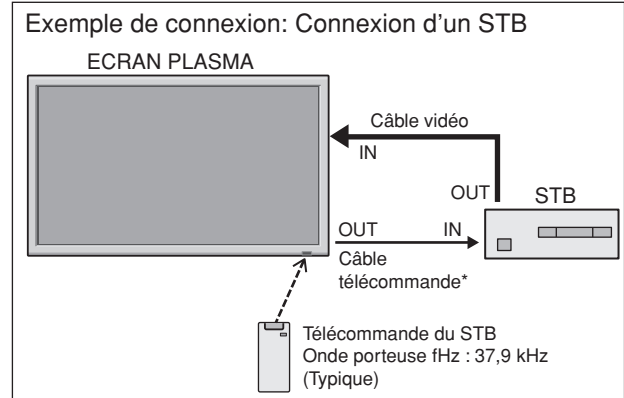 Exemple de connexion: Connexion d'un STB
ECRAN PLASMA
Câble vidéo
IN
OUT
STB
OUT
IN
Câble
télécommande*
Télécommande du STB
Onde porteuse fHz : 37,9 kHz
(Typique)